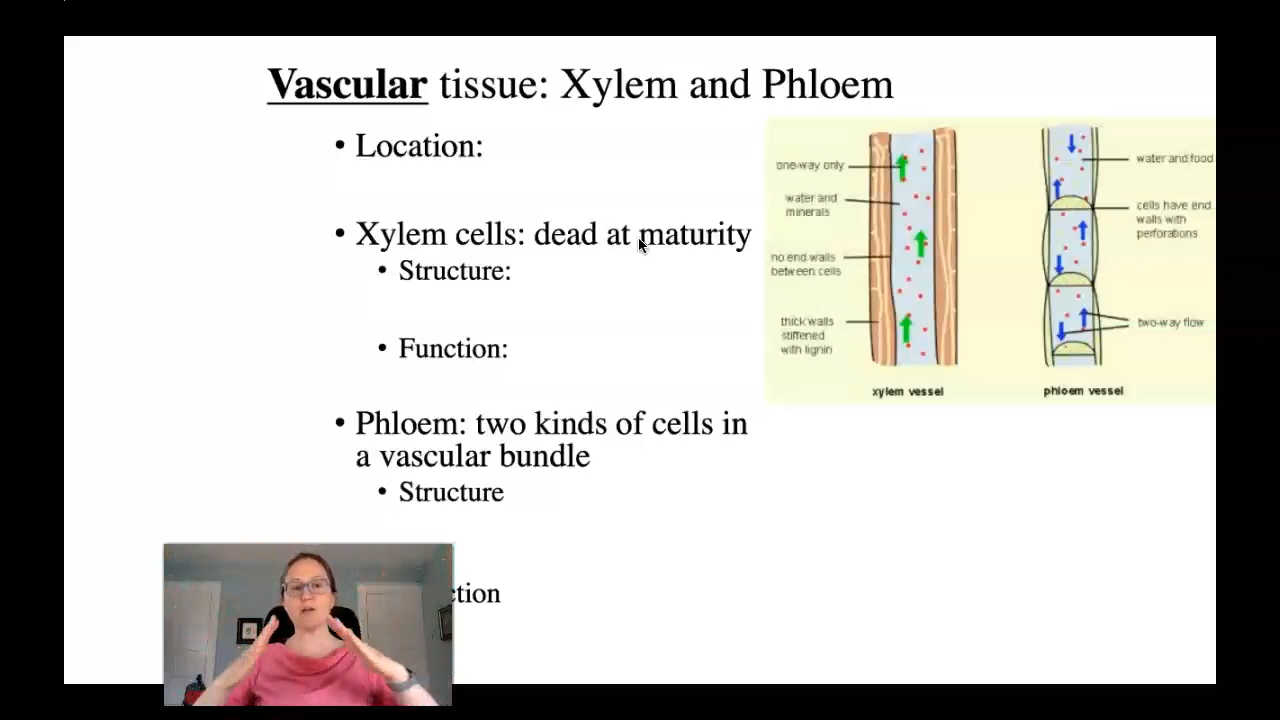 Vascular tissue: Xylem and Phloem
• Location:
• Xylem cells: dead at maturity
• Structure:
• Function:
• Phloem: two kinds of cells in
a vascular bundle
• Structure
ction
one-way only
water and
minerals
no end walls
between cells
thick walls
stiffened
with lignin
xylem vessel
water and food
cells have end
walls with
perforations
two-way flow
phloem vessel